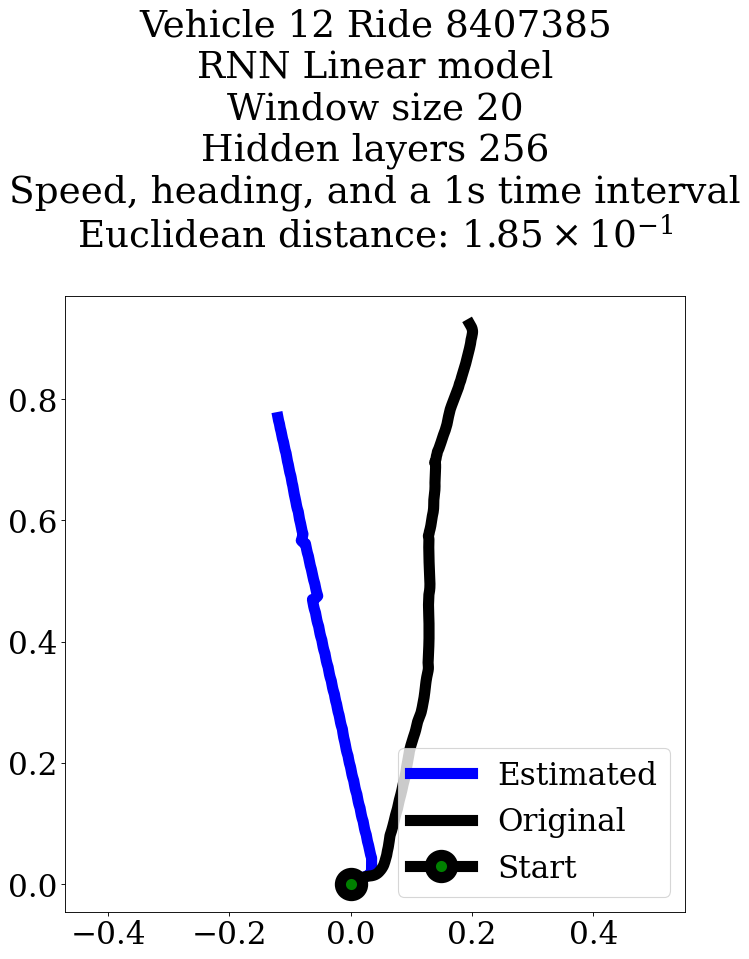 Vehicle 12 Ride 8407385
RNN Linear model
Window size 20
Hidden layers 256
Speed, heading, and a 1s time interval
Euclidean distance: 1.85 × 10⁻¹
0.8
0.6
0.4
0.2
0.0
Estimated
Original
Start
−0.4 −0.2 0.0 0.2 0.4